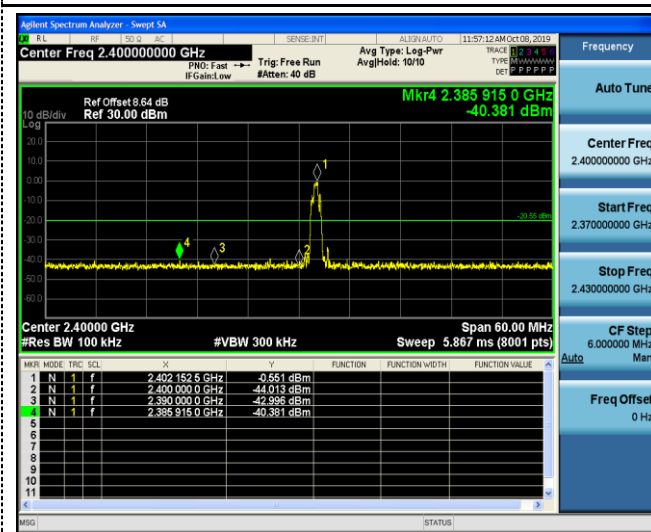 Agilent Spectrum Analyzer - Swept SA
RL RF 50 Ω AC SENSE:INT ALIGN AUTO 11:57:12 AM Oct 08, 2019
Center Freq 2.400000000 GHz
PNO: Fast
IFGain:Low
Trig: Free Run
#Atten: 40 dB
Avg Type: Log-Pwr
Avg|Hold: 10/10
TRACE 1 2 3 4 5 6
TYPE M
DET P P P P P P
Frequency
Auto Tune
Center Freq
2.400000000 GHz
Start Freq
2.370000000 GHz
Stop Freq
2.430000000 GHz
CF Step
6.000000 MHz
Auto Man
Freq Offset
0 Hz
Mkr4 2.385 915 0 GHz
-40.381 dBm
Ref Offset 8.64 dB
10 dB/div Ref 30.00 dBm
Log
20.0
10.0
0.00
-10.0
-20.0
-30.0
-40.0
-50.0
-60.0
1
2
3
4
-20.55 dBm
Center 2.40000 GHz Span 60.00 MHz
#Res BW 100 kHz #VBW 300 kHz Sweep 5.867 ms (8001 pts)
MKR MODE TRC SCL X Y FUNCTION FUNCTION WIDTH FUNCTION VALUE
1 N 1 f 2.402 152 5 GHz -0.551 dBm
2 N 1 f 2.400 000 0 GHz -44.013 dBm
3 N 1 f 2.390 000 0 GHz -42.996 dBm
4 N 1 f 2.385 915 0 GHz -40.381 dBm
5
6
7
8
9
10
11
MSG STATUS